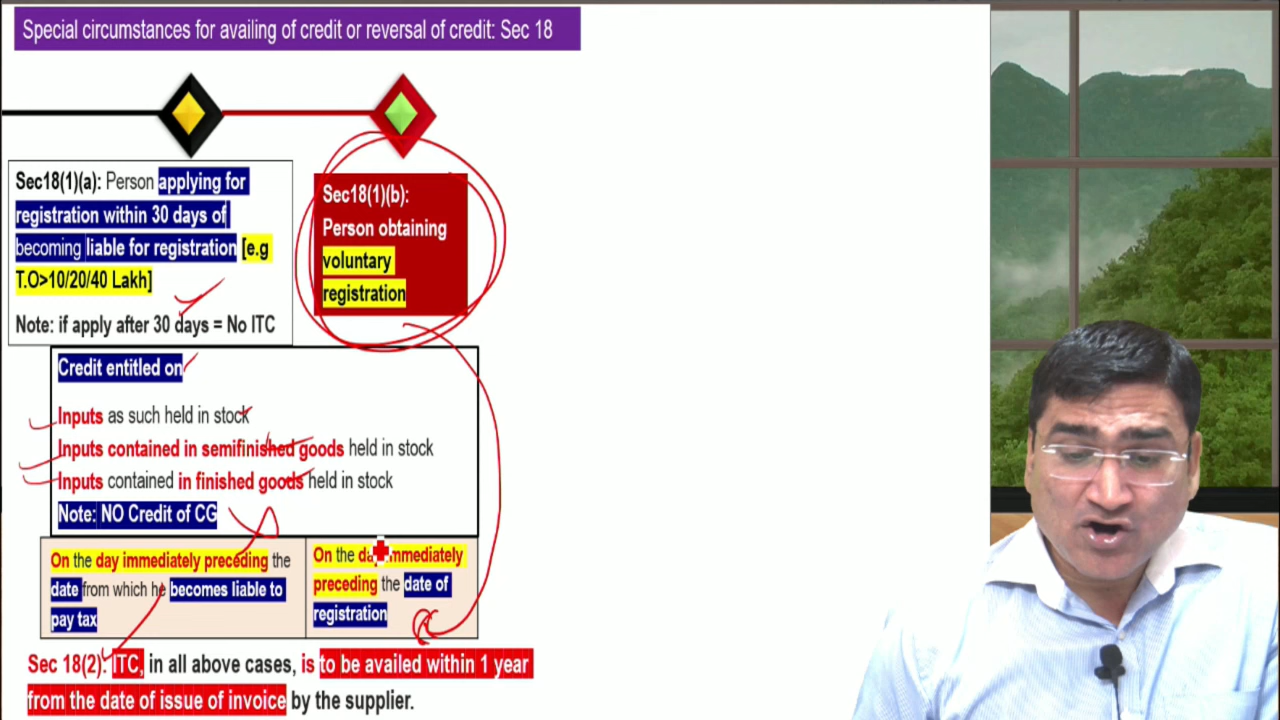 Special circumstances for availing of credit or reversal of credit: Sec 18
Sec18(1)(a): Person applying for
registration within 30 days of
becoming liable for registration [e.g
T.O>10/20/40 Lakh]
Note: if apply after 30 days = No ITC
Sec18(1)(b):
Person obtaining
voluntary
registration
Credit entitled on
Inputs as such held in stock
Inputs contained in semifinished goods held in stock
Inputs contained in finished goods held in stock
Note: NO Credit of CG
On the day immediately preceding the
date from which he becomes liable to
pay tax
On the day immediately
preceding the date of
registration
Sec 18(2): ITC, in all above cases, is to be availed within 1 year
from the date of issue of invoice by the supplier.